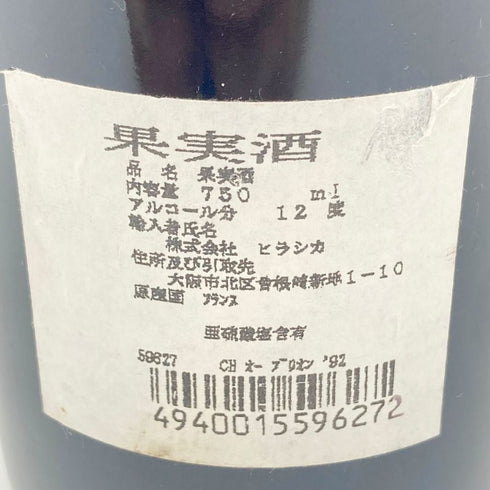 果実酒
品 名 果実酒
内容量 750 ml
アルコール分 12 度
輸入者氏名
株式会社 ヒラシカ
住所及び引取先
大阪市北区曽根崎新地1-10
原産国 フランス
亜硫酸塩含有
59627 CH オー ブリオン '92
4940015596272